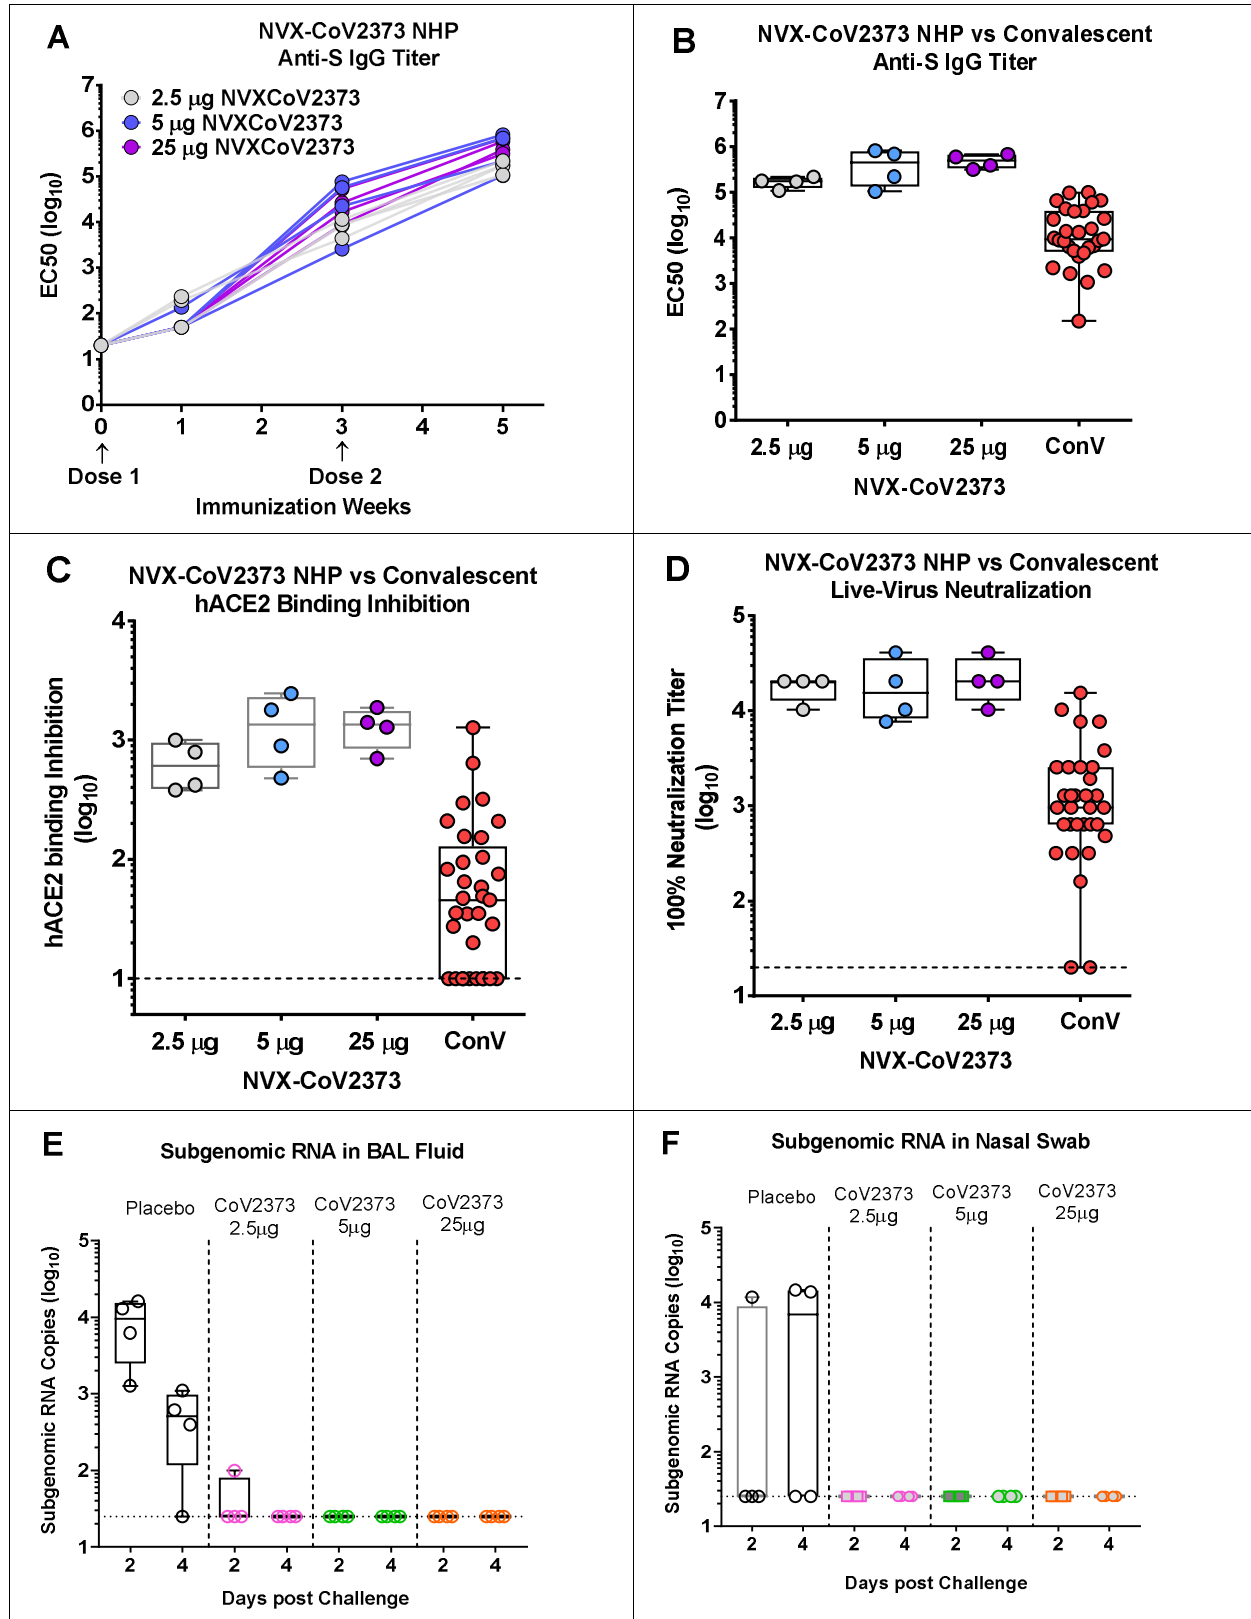 A
NVX-CoV2373 NHP
Anti-S IgG Titer
2.5 μg NVXCoV2373
5 μg NVXCoV2373
25 μg NVXCoV2373
EC50 (log10)
7
6
5
4
3
2
1
0
0 1 2 3 4 5
↑ ↑
Dose 1 Dose 2
Immunization Weeks
B
NVX-CoV2373 NHP vs Convalescent
Anti-S IgG Titer
EC50 (log10)
7
6
5
4
3
2
1
0
2.5 μg 5 μg 25 μg ConV
NVX-CoV2373
C
NVX-CoV2373 NHP vs Convalescent
hACE2 Binding Inhibition
hACE2 binding Inhibition
(log10)
4
3
2
1
2.5 μg 5 μg 25 μg ConV
NVX-CoV2373
D
NVX-CoV2373 NHP vs Convalescent
Live-Virus Neutralization
100% Neutralization Titer
(log10)
5
4
3
2
1
2.5 μg 5 μg 25 μg ConV
NVX-CoV2373
E
Subgenomic RNA in BAL Fluid
Placebo CoV2373 CoV2373 CoV2373
2.5μg 5μg 25μg
Subgenomic RNA Copies (log10)
5
4
3
2
1
2 4 2 4 2 4 2 4
Days post Challenge
F
Subgenomic RNA in Nasal Swab
Placebo CoV2373 CoV2373 CoV2373
2.5μg 5μg 25μg
Subgenomic RNA Copies (log10)
5
4
3
2
1
2 4 2 4 2 4 2 4
Days post Challenge